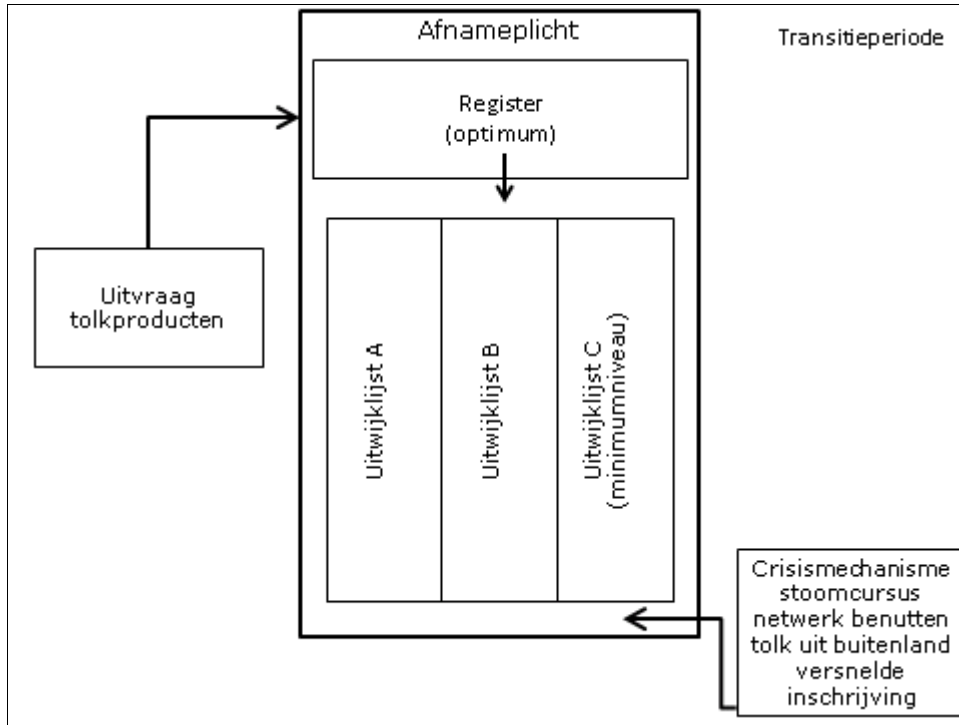 Afnameplicht
Transitieperiode
Register
(optimum)
Uitvraag
tolkproducten
Uitwijklijst A
Uitwijklijst B
Uitwijklijst C
(minimumniveau)
Crisismechanisme
stoomcursus
netwerk benutten
tolk uit buitenland
versnelde
inschrijving